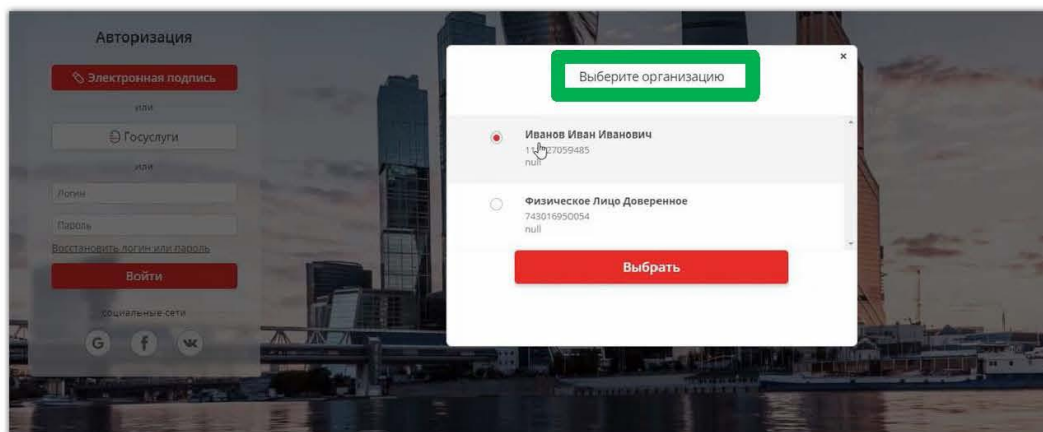 Авторизация
Электронная подпись
или
Госуслуги
или
Логин
Пароль
Восстановить логин или пароль
Войти
социальные сети
G f
Выберите организацию
×
Иванов Иван Иванович
27059485
null
Физическое Лицо Доверенное
743016950054
null
Выбрать